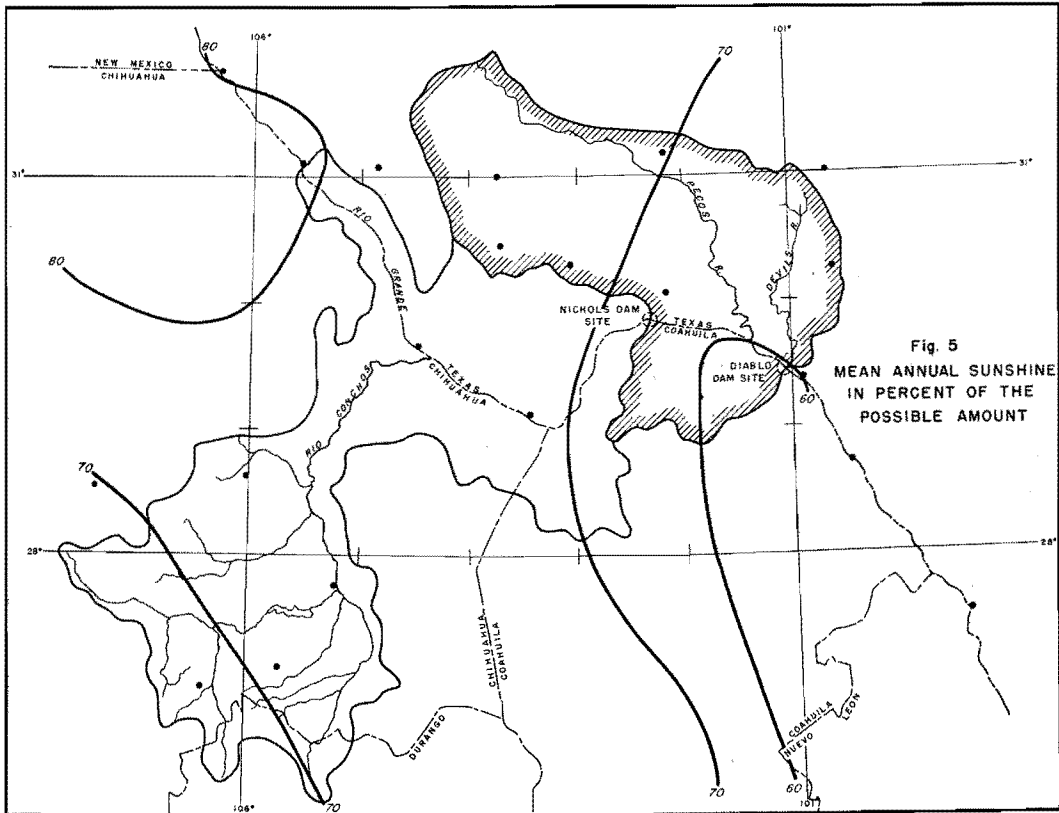 106°
101°
80
70
NEW MEXICO
CHIHUAHUA
31°
31°
RIO
GRANDE
PECOS
R.
DEVILS R.
80
NICHOLS DAM
SITE
TEXAS
COAHUILA
DIABLO
DAM SITE
60
Fig. 5
MEAN ANNUAL SUNSHINE
IN PERCENT OF THE
POSSIBLE AMOUNT
TEXAS
CHIHUAHUA
RIO CONCHOS
70
28°
28°
CHIHUAHUA
COAHUILA
DURANGO
COAHUILA
NUEVO LEON
106°
70
70
60
101°